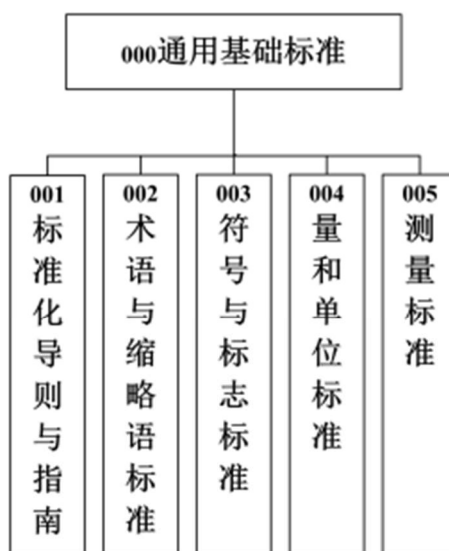 000通用基础标准
001
标准化导则与指南
002
术语与缩略语标准
003
符号与标志标准
004
量和单位标准
005
测量标准